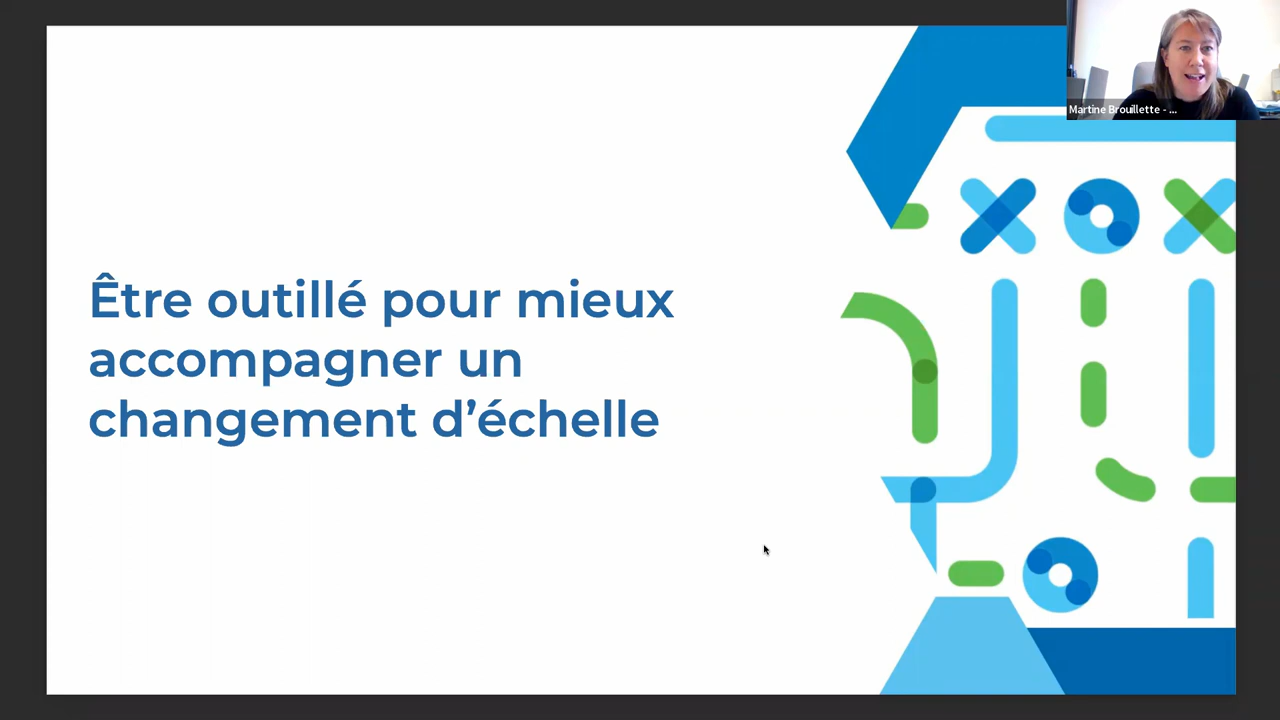 Martine Brouillette - ...
Être outillé pour mieux
accompagner un
changement d’échelle